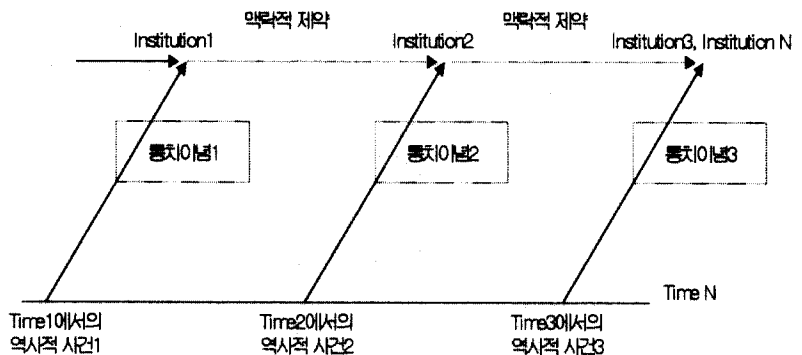 맥락적 제약 맥락적 제약
Institution1 Institution2 Institution3, Institution N
통치이념1 통치이념2 통치이념3
Time N
Time1에서의
역사적 사건1
Time2에서의
역사적 사건2
Time3에서의
역사적 사건3